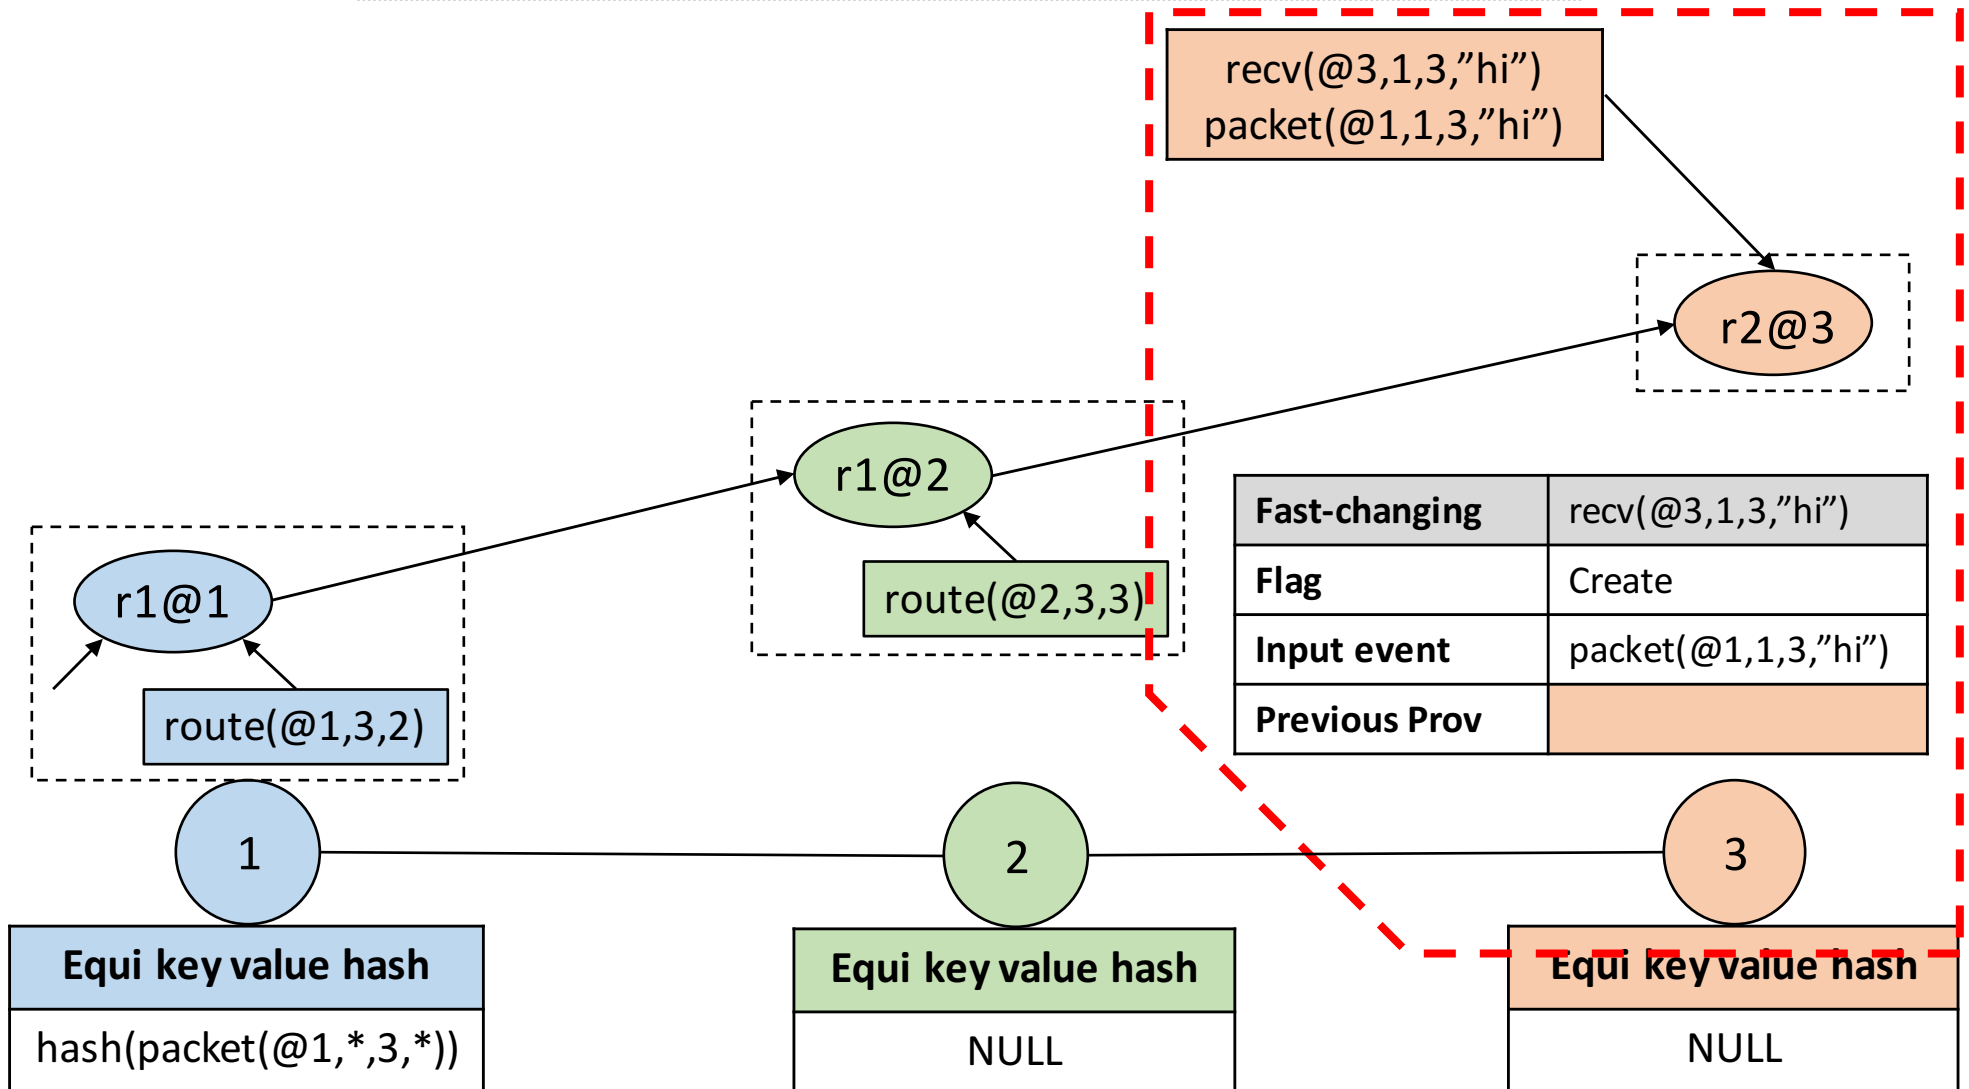 recv(@3,1,3,”hi”)
packet(@1,1,3,”hi”)
r2@3
r1@2
route(@2,3,3)
r1@1
route(@1,3,2)
Fast-changing recv(@3,1,3,”hi”)
Flag Create
Input event packet(@1,1,3,”hi”)
Previous Prov
1
2
3
Equi key value hash
hash(packet(@1,*,3,*))
Equi key value hash
NULL
Equi key value hash
NULL